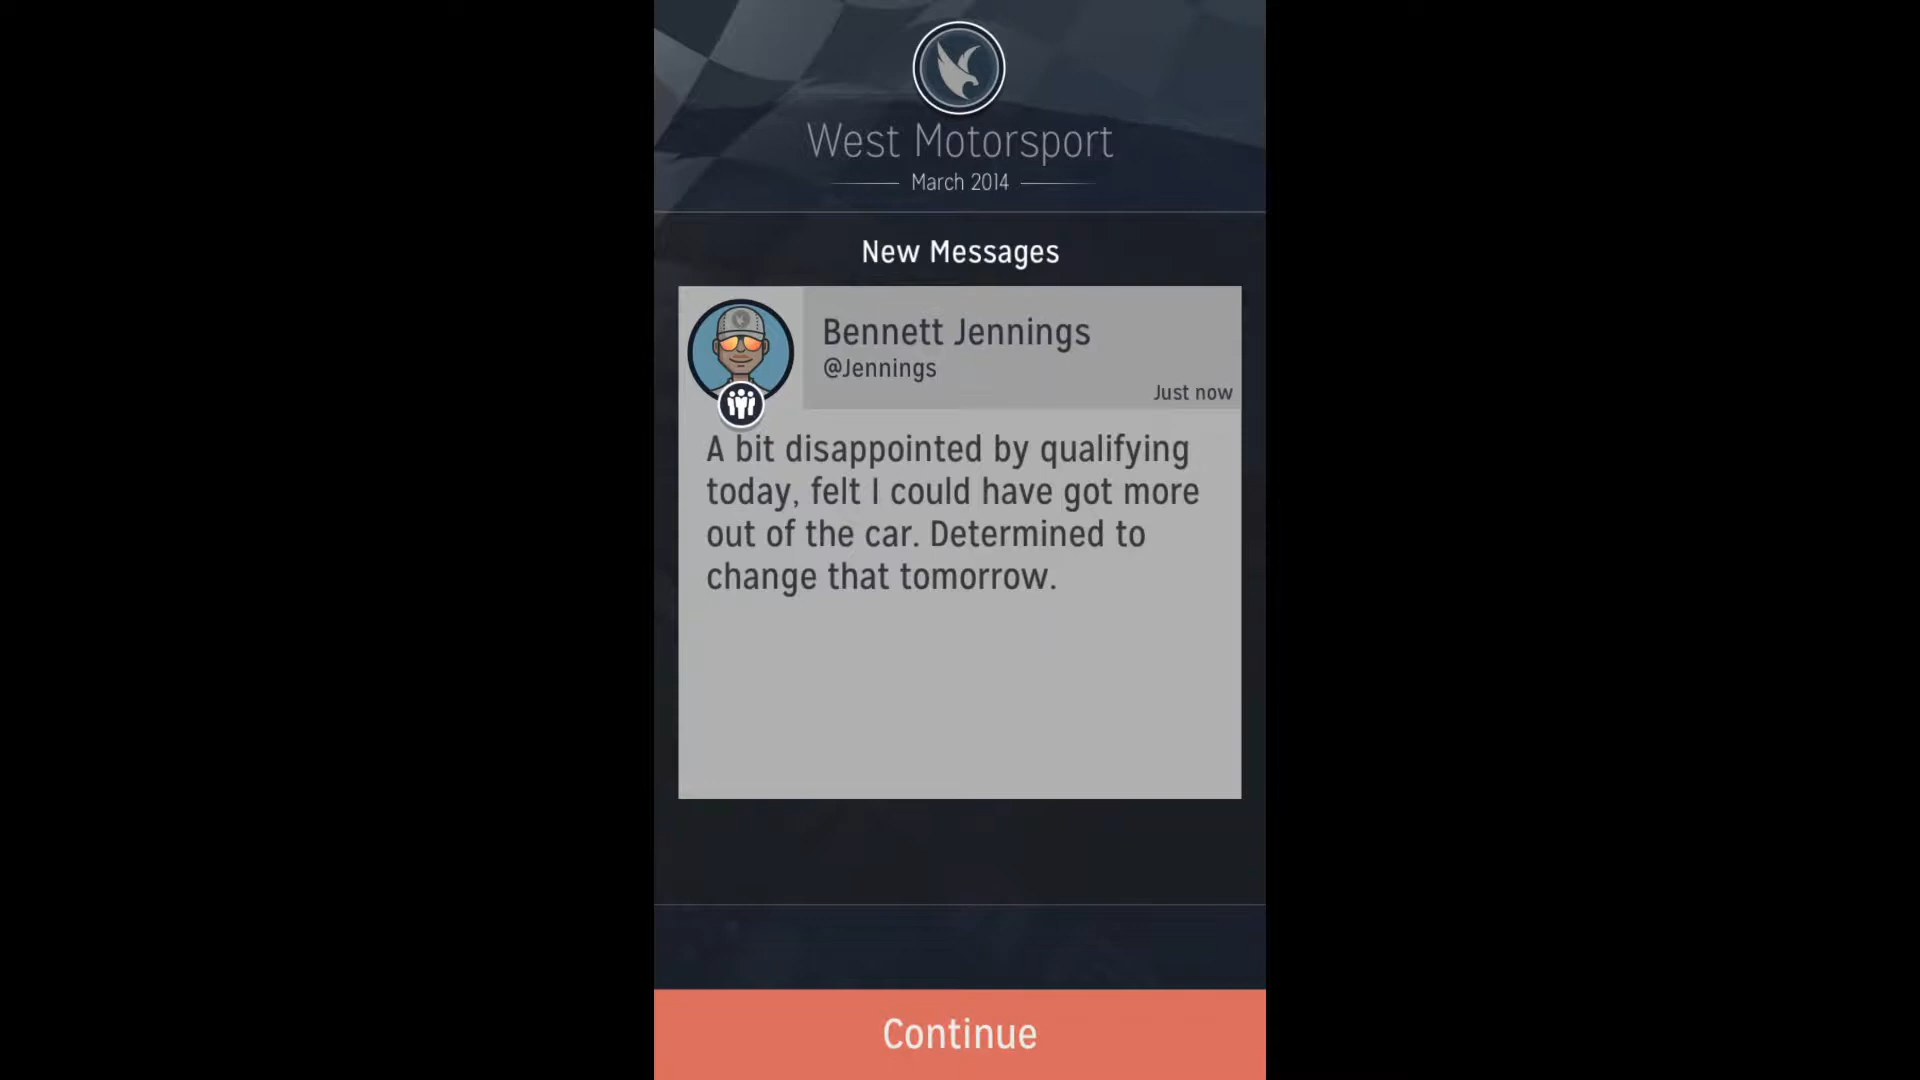 West Motorsport
March 2014
New Messages
Bennett Jennings
@Jennings
Just now
A bit disappointed by qualifying
today, felt I could have got more
out of the car. Determined to
change that tomorrow.
Continue